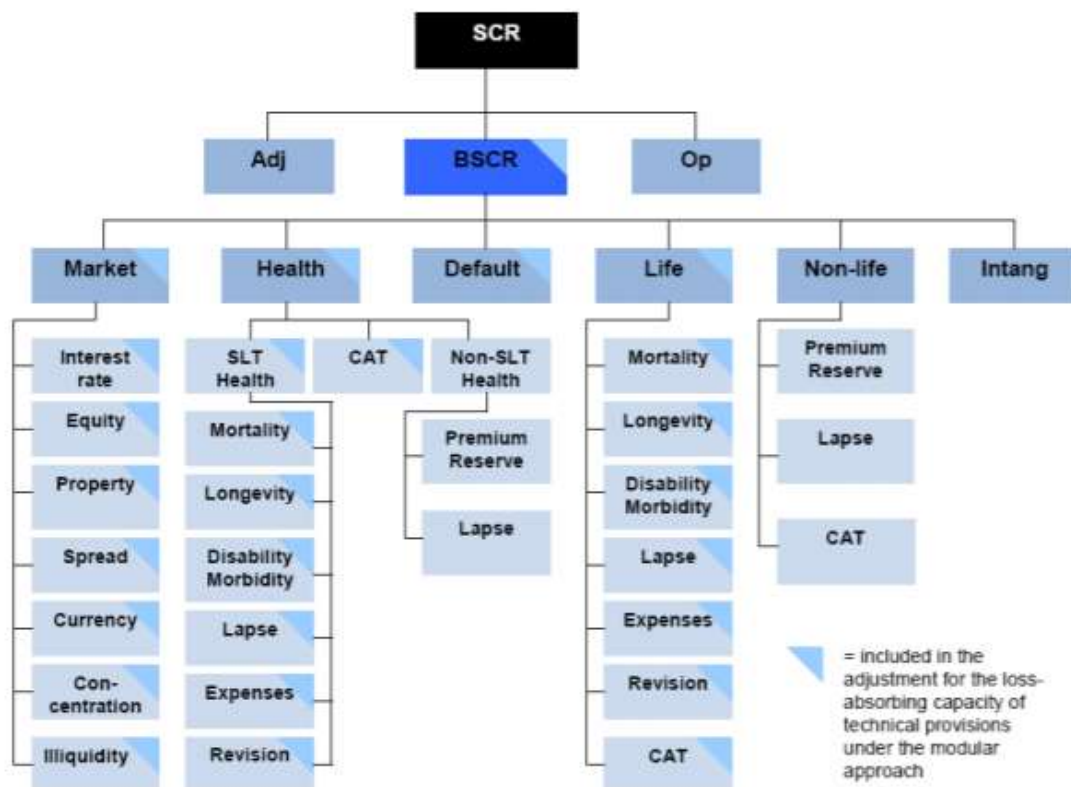 SCR
Adj
BSCR
Op
Market
Health
Default
Life
Non-life
Intang
Interest
rate
Equity
Property
Spread
Currency
Con-
centration
Illiquidity
SLT
Health
CAT
Non-SLT
Health
Mortality
Longevity
Disability
Morbidity
Lapse
Expenses
Revision
Premium
Reserve
Lapse
Mortality
Longevity
Disability
Morbidity
Lapse
Expenses
Revision
CAT
Premium
Reserve
Lapse
CAT
= included in the
adjustment for the loss-
absorbing capacity of
technical provisions
under the modular
approach